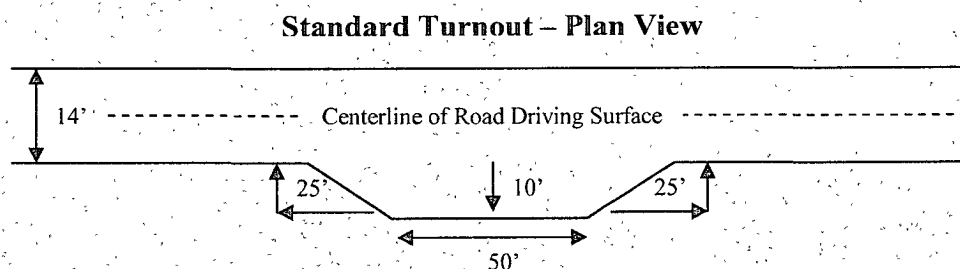 Standard Turnout – Plan View
14’ Centerline of Road Driving Surface
25’ 10’ 25’
50’